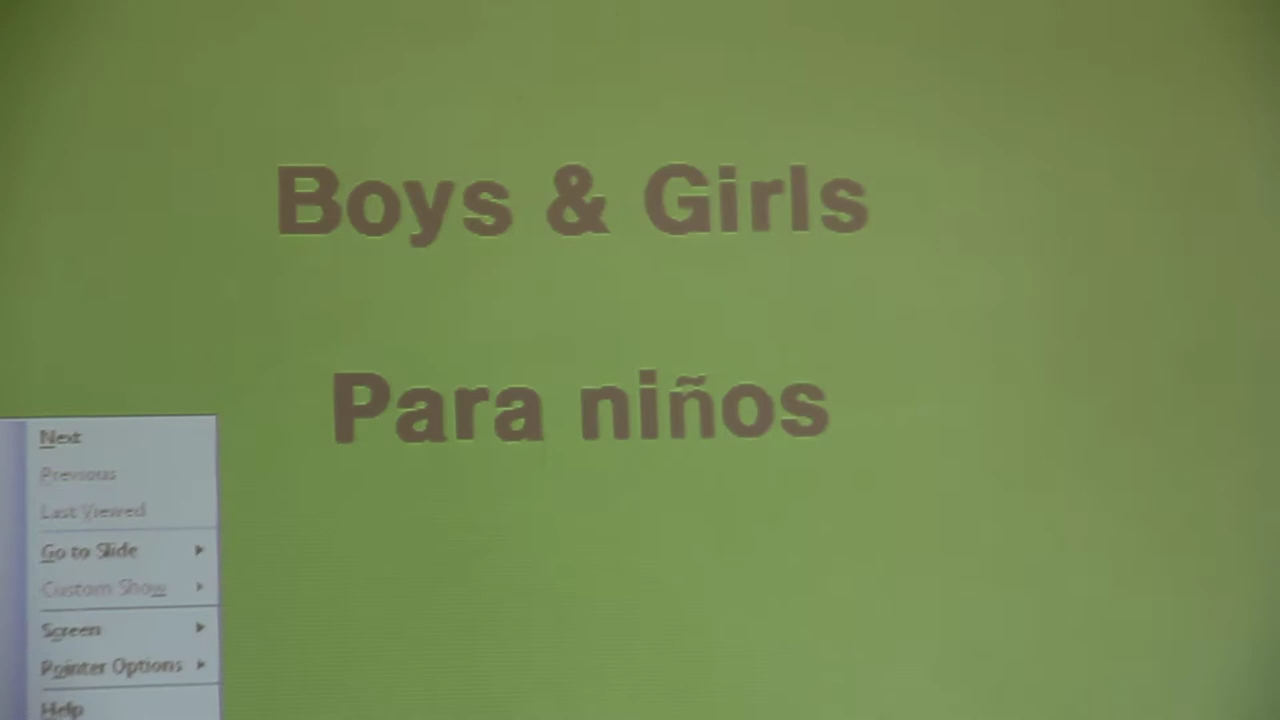 Boys & Girls
Para niños
Next
Previous
Last Viewed
Go to Slide
Custom Show
Screen
Pointer Options
Help